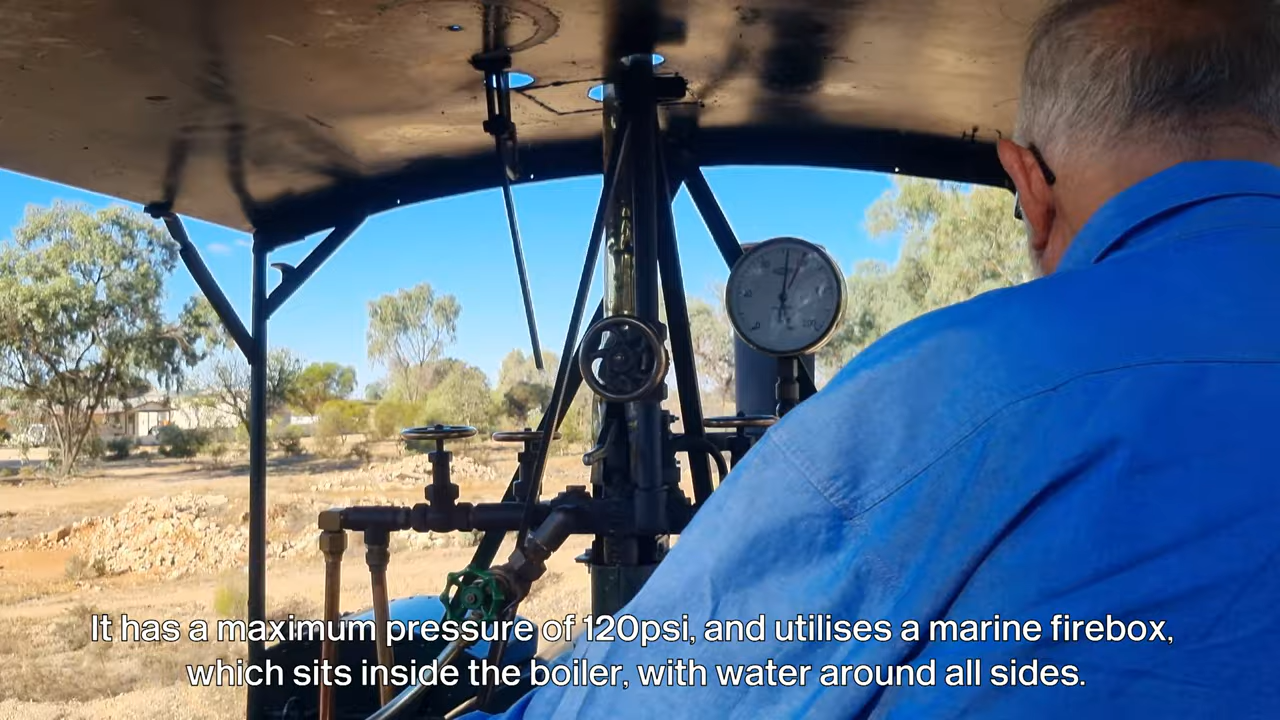 It has a maximum pressure of 120psi, and utilises a marine firebox,
which sits inside the boiler, with water around all sides.